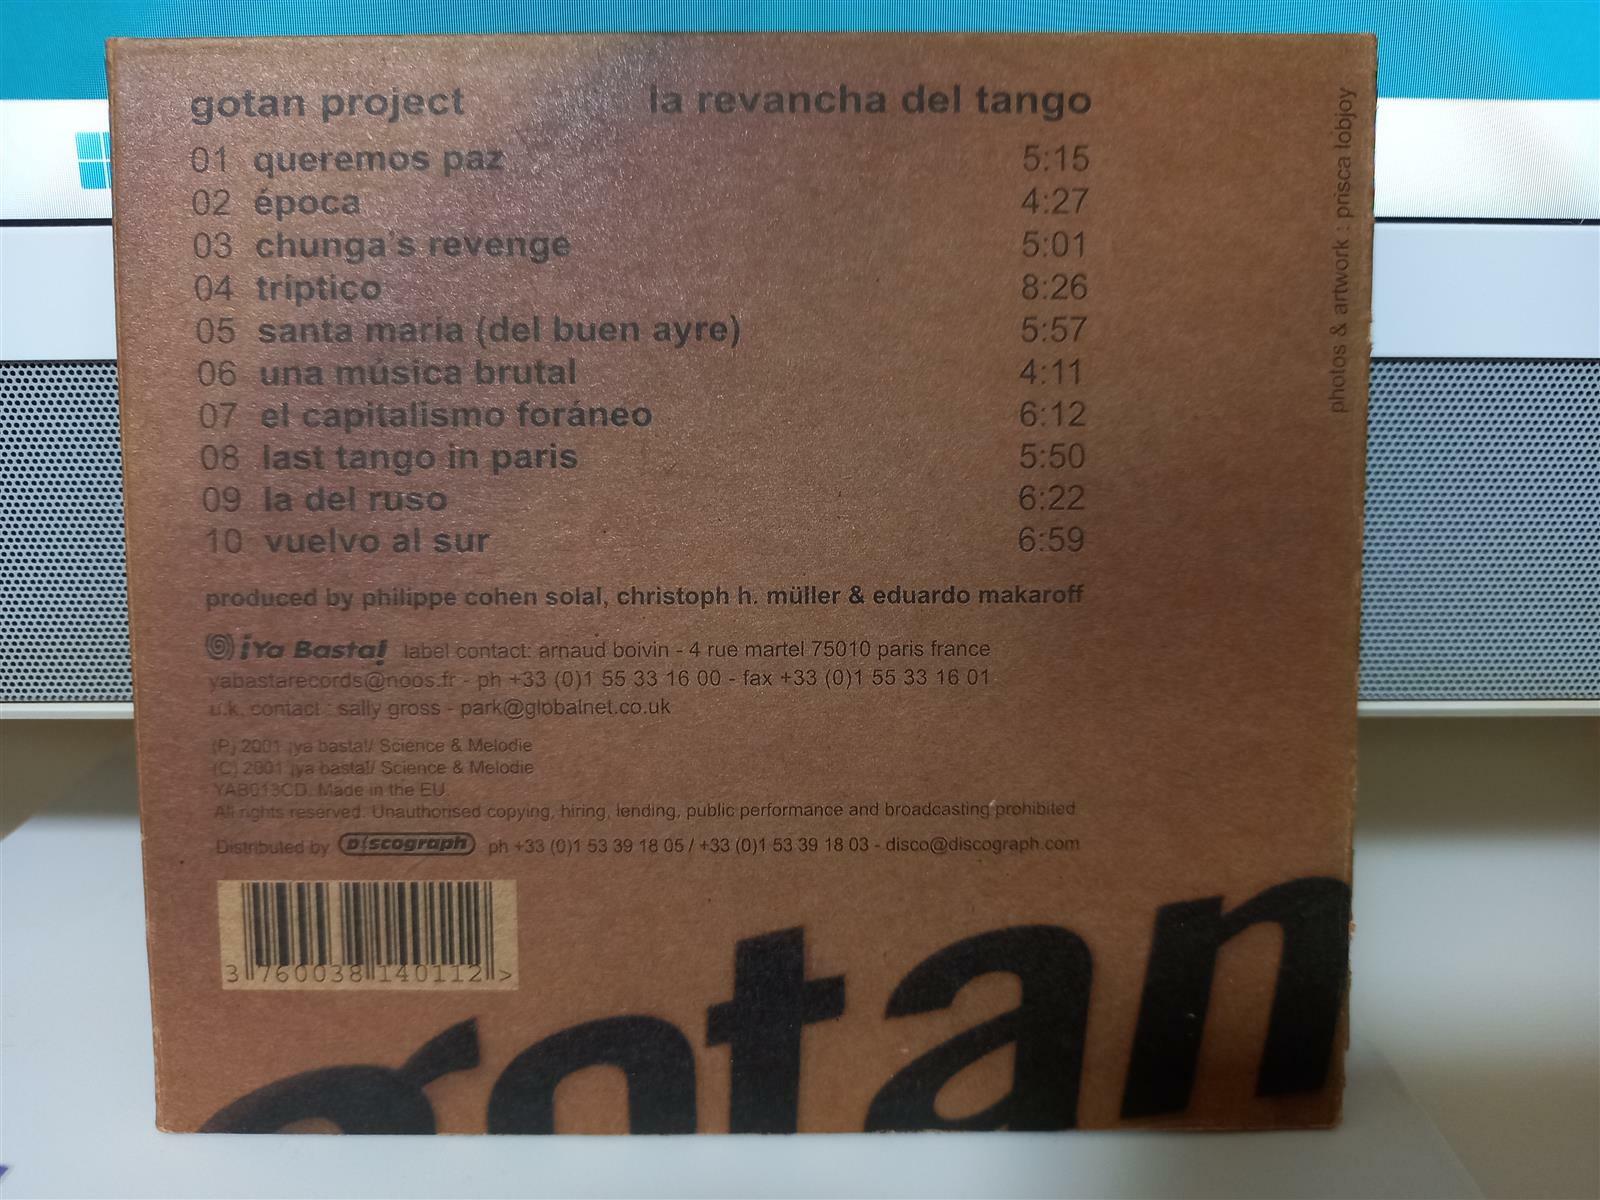 gotan project la revancha del tango
01 queremos paz 5:15
02 época 4:27
03 chunga's revenge 5:01
04 triptico 8:26
05 santa maria (del buen ayre) 5:57
06 una música brutal 4:11
07 el capitalismo foráneo 6:12
08 last tango in paris 5:50
09 la del ruso 6:22
10 vuelvo al sur 6:59
produced by philippe cohen solal, christoph h. müller & eduardo makaroff
¡Ya Basta! label contact: arnaud boivin - 4 rue martel 75010 paris france
yabastarecords@noos.fr - ph +33 (0)1 55 33 16 00 - fax +33 (0)1 55 33 16 01
u.k. contact : sally gross - park@globalnet.co.uk
(P) 2001 ¡ya basta!/ Science & Melodie
(C) 2001 ¡ya basta!/ Science & Melodie
YAB013CD. Made in the EU.
All rights reserved. Unauthorised copying, hiring, lending, public performance and broadcasting prohibited
Distributed by Discograph ph +33 (0)1 53 39 18 05 / +33 (0)1 53 39 18 03 - disco@discograph.com
3 760038 140112 >
gotan
photos & artwork : prisca lobjoy